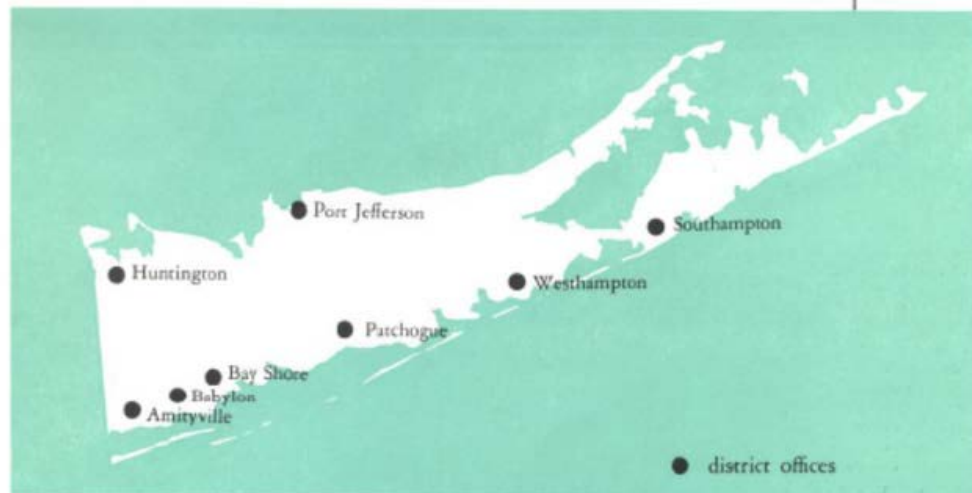 Port Jefferson
Southampton
Huntington
Westhampton
Patchogue
Bay Shore
Babylon
Amityville
district offices